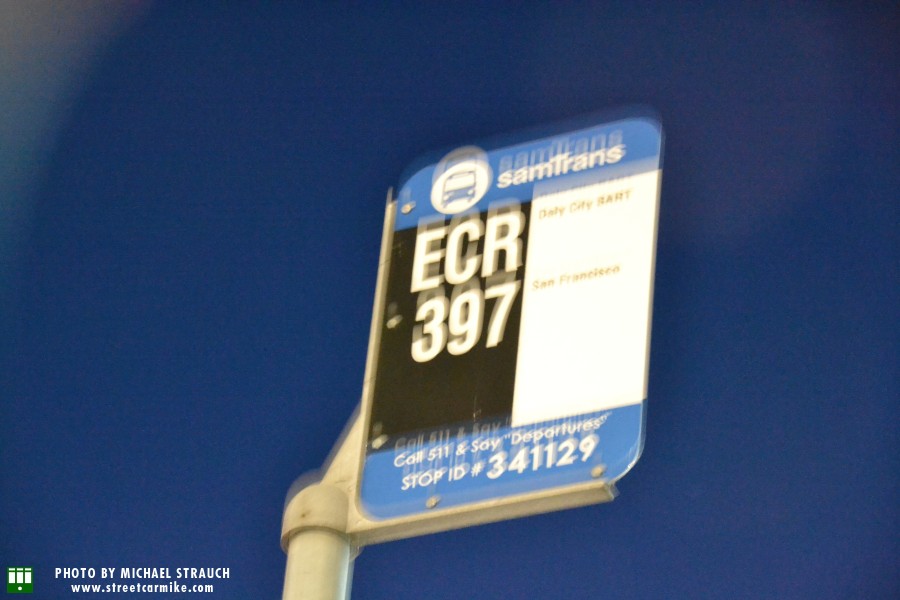 samTrans
ECR
Daly City BART
397
San Francisco
Call 511 & Say "Departures"
STOP ID # 341129
PHOTO BY MICHAEL STRAUCH
www.streetcarmike.com